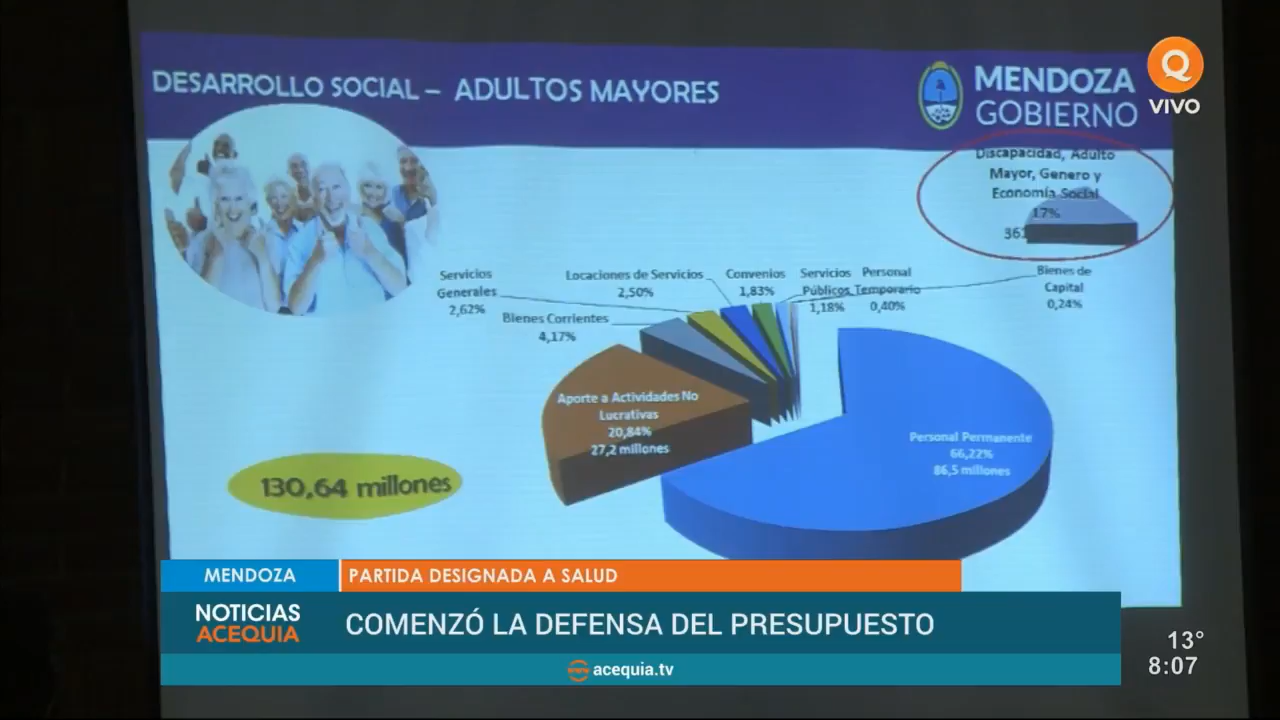 DESARROLLO SOCIAL – ADULTOS MAYORES
MENDOZA
GOBIERNO
Q
VIVO
Discapacidad, Adulto
Mayor, Genero y
Economía Social
17%
361
Servicios
Generales
2,62%
Locaciones de Servicios
2,50%
Convenios
1,83%
Servicios
Públicos
1,18%
Personal
Temporario
0,40%
Bienes de
Capital
0,24%
Bienes Corrientes
4,17%
Aporte a Actividades No
Lucrativas
20,84%
27,2 millones
Personal Permanente
66,22%
86,5 millones
130,64 millones
MENDOZA
PARTIDA DESIGNADA A SALUD
NOTICIAS
ACEQUIA
COMENZÓ LA DEFENSA DEL PRESUPUESTO
www acequia.tv
13°
8:07